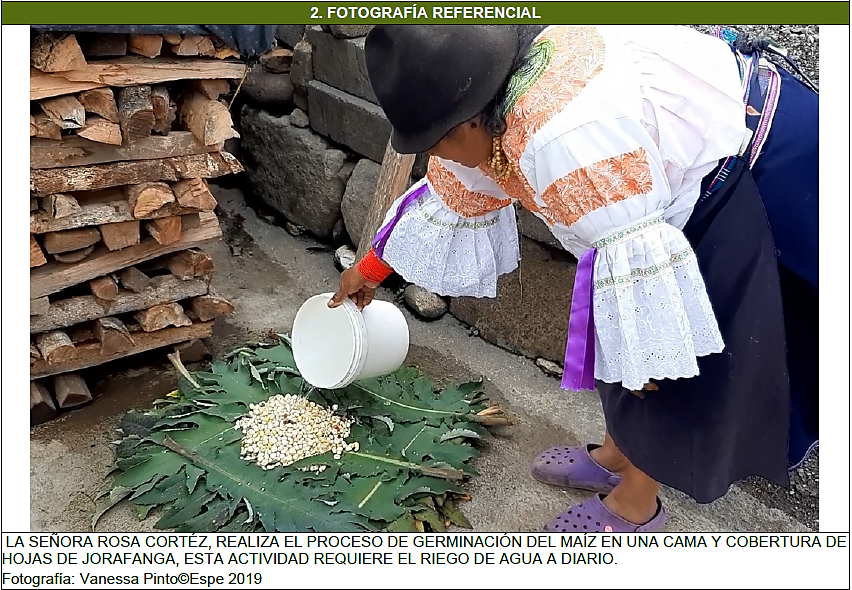 2. FOTOGRAFÍA REFERENCIAL
LA SEÑORA ROSA CORTÉZ, REALIZA EL PROCESO DE GERMINACIÓN DEL MAÍZ EN UNA CAMA Y COBERTURA DE
HOJAS DE JORAFANGA, ESTA ACTIVIDAD REQUIERE EL RIEGO DE AGUA A DIARIO.
Fotografía: Vanessa Pinto©Espe 2019